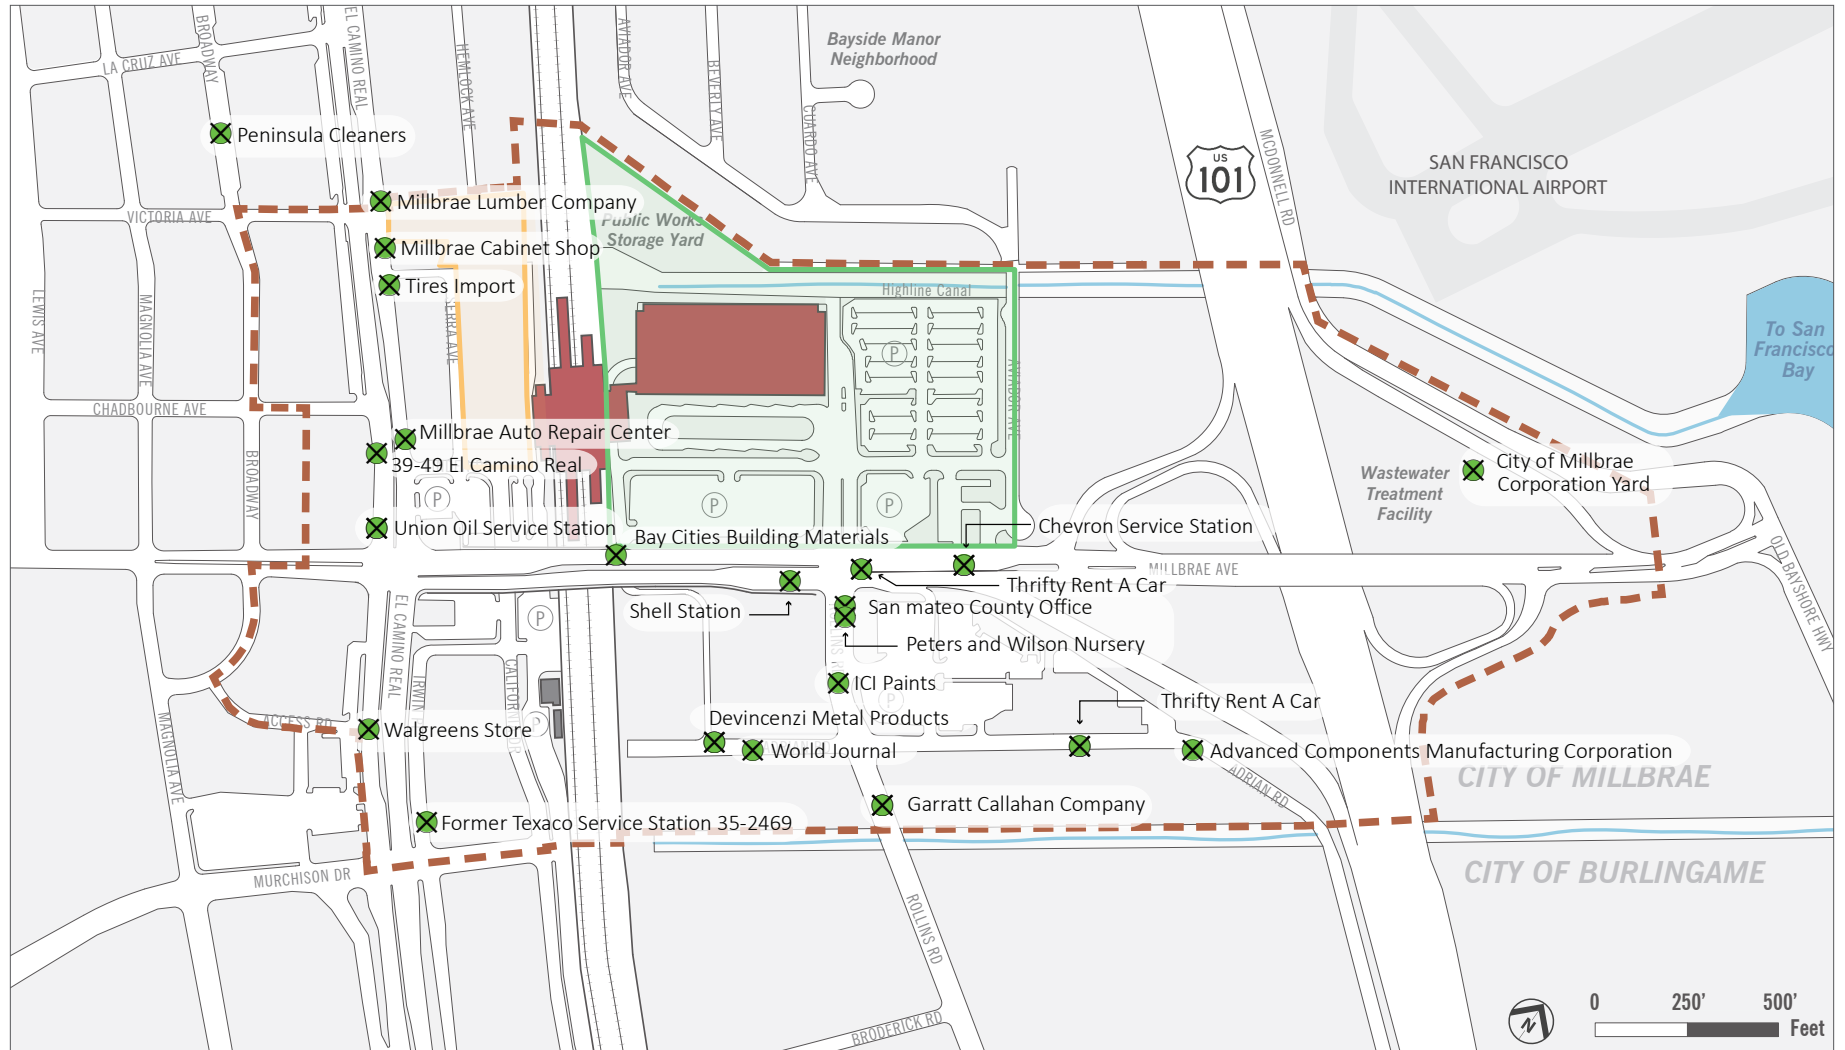 LA CRUZ AVE
BROADWAY
EL CAMINO REAL
HEMLOCK AVE
AVIADOR AVE
BEVERLY AVE
CUARDO AVE
Bayside Manor
Neighborhood
US
101
MCDONNELL RD
SAN FRANCISCO
INTERNATIONAL AIRPORT
Peninsula Cleaners
Millbrae Lumber Company
VICTORIA AVE
Public Works
Storage Yard
Millbrae Cabinet Shop
Tires Import
Highline Canal
LEWIS AVE
MAGNOLIA AVE
ERRA AVE
P
AVIADOR AVE
To San
Francisco
Bay
CHADBOURNE AVE
BROADWAY
Millbrae Auto Repair Center
39-49 El Camino Real
P
P
P
Wastewater
Treatment
Facility
City of Millbrae
Corporation Yard
Union Oil Service Station
Bay Cities Building Materials
Chevron Service Station
MILLBRAE AVE
OLD BAYSHORE HWY
Thrifty Rent A Car
Shell Station
San mateo County Office
Peters and Wilson Nursery
EL CAMINO REAL
P
ICI Paints
P
Thrifty Rent A Car
MAGNOLIA AVE
ACCESS RD
Walgreens Store
P
Devincenzi Metal Products
World Journal
Advanced Components Manufacturing Corporation
ADRIAN RD
CITY OF MILLBRAE
Garratt Callahan Company
Former Texaco Service Station 35-2469
MURCHISON DR
CITY OF BURLINGAME
ROLLINS RD
BRODERICK RD
N
0 250' 500'
Feet